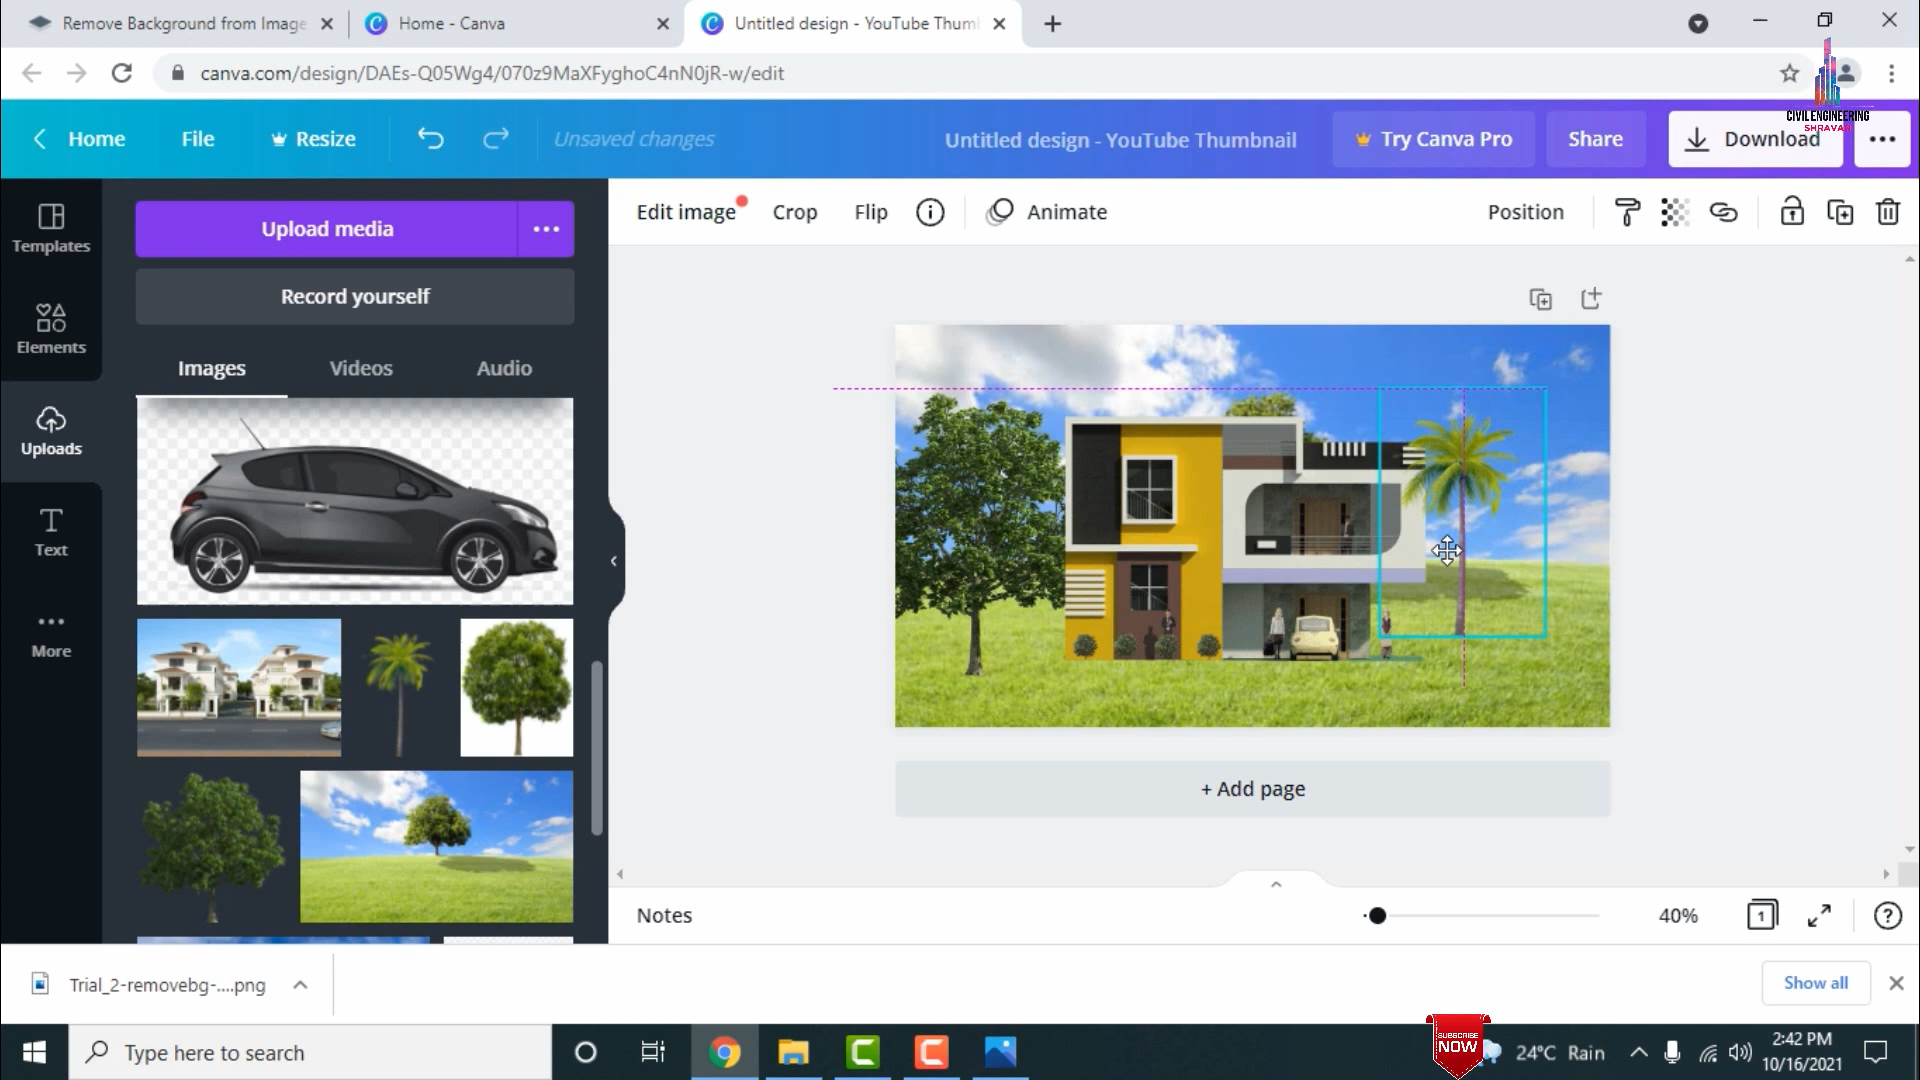 Remove Background from Image
Home - Canva
Untitled design - YouTube Thum
canva.com/design/DAEs-Q05Wg4/070z9MaXFyghoC4nN0jR-w/edit
CIVIL ENGINEERING
SHRAVAN
Home
File
Resize
Unsaved changes
Untitled design - YouTube Thumbnail
Try Canva Pro
Share
Download
Templates
Elements
Uploads
Text
More
Upload media
Record yourself
Images
Videos
Audio
Edit image
Crop
Flip
Animate
Position
+ Add page
Notes
40%
1
Trial_2-removebg-....png
Show all
Type here to search
SUBSCRIBE
NOW
24°C Rain
2:42 PM
10/16/2021